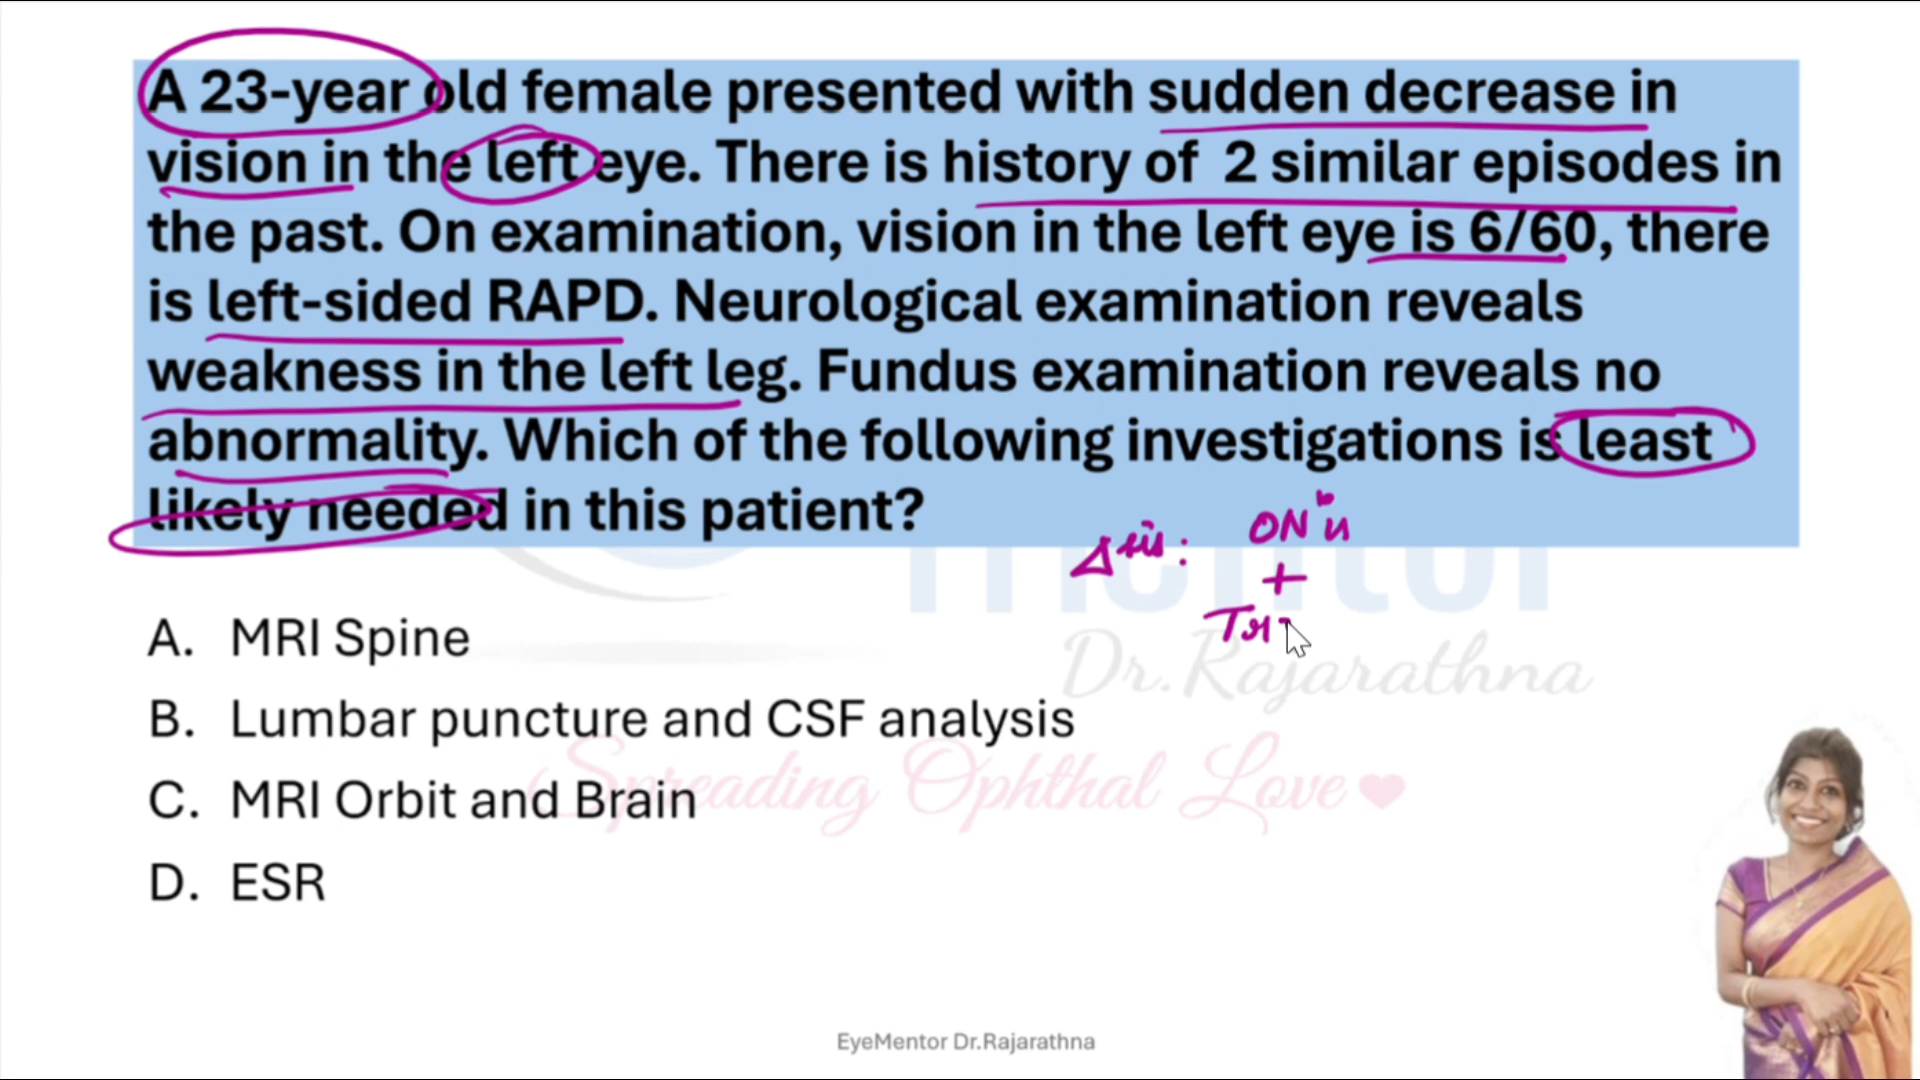 A 23-year old female presented with sudden decrease in
vision in the left eye. There is history of 2 similar episodes in
the past. On examination, vision in the left eye is 6/60, there
is left-sided RAPD. Neurological examination reveals
weakness in the left leg. Fundus examination reveals no
abnormality. Which of the following investigations is least
likely needed in this patient?
A. MRI Spine
B. Lumbar puncture and CSF analysis
C. MRI Orbit and Brain
D. ESR
ON
+
mentor
Dr.Rajarathna
Spreading Ophthal Love
EyeMentor Dr.Rajarathna